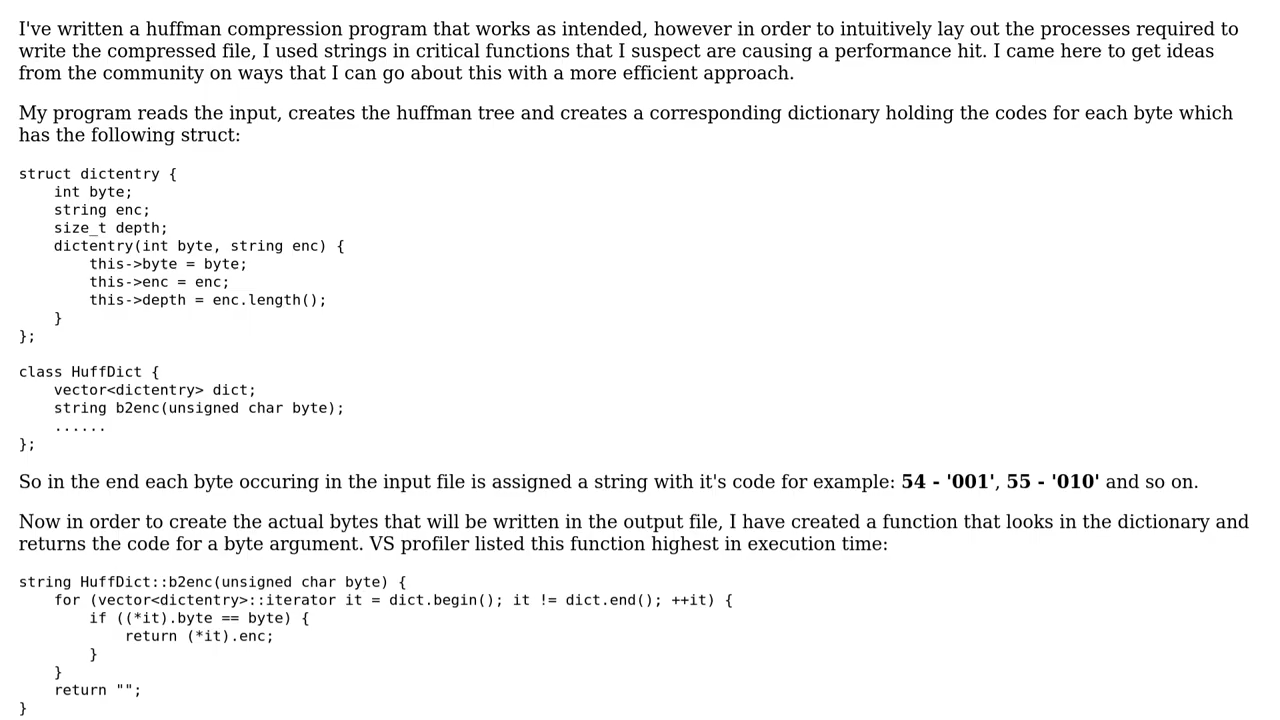 I've written a huffman compression program that works as intended, however in order to intuitively lay out the processes required to
write the compressed file, I used strings in critical functions that I suspect are causing a performance hit. I came here to get ideas
from the community on ways that I can go about this with a more efficient approach.
My program reads the input, creates the huffman tree and creates a corresponding dictionary holding the codes for each byte which
has the following struct:
struct dictentry {
    int byte;
    string enc;
    size_t depth;
    dictentry(int byte, string enc) {
        this->byte = byte;
        this->enc = enc;
        this->depth = enc.length();
    }
};
class HuffDict {
    vector<dictentry> dict;
    string b2enc(unsigned char byte);
    ......
};
So in the end each byte occuring in the input file is assigned a string with it's code for example: 54 - '001', 55 - '010' and so on.
Now in order to create the actual bytes that will be written in the output file, I have created a function that looks in the dictionary and
returns the code for a byte argument. VS profiler listed this function highest in execution time:
string HuffDict::b2enc(unsigned char byte) {
    for (vector<dictentry>::iterator it = dict.begin(); it != dict.end(); ++it) {
        if ((*it).byte == byte) {
            return (*it).enc;
        }
    }
    return "";
}